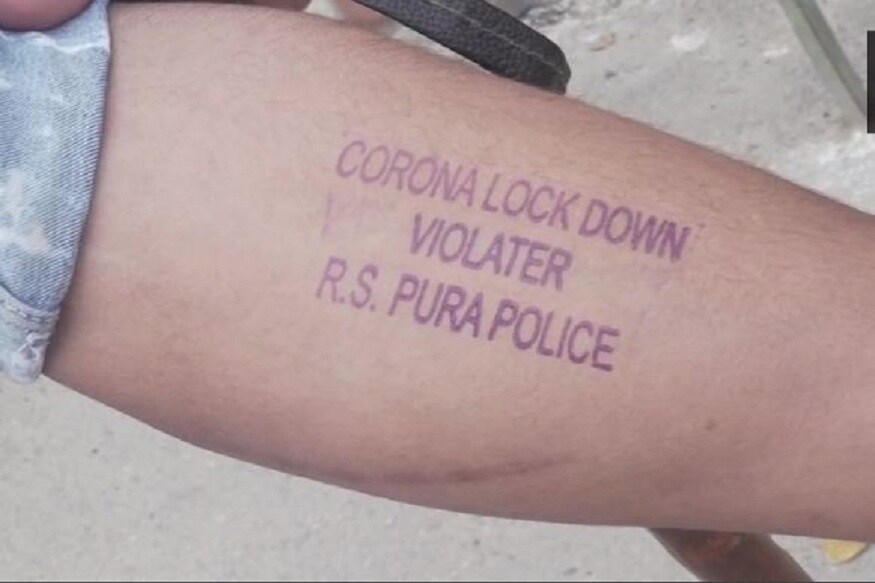 CORONA LOCK DOWN
VIOLATER
R.S. PURA POLICE